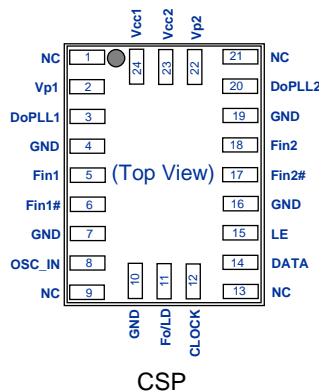 Vcc1 Vcc2 Vp2
NC 1 24 23 22 21 NC
Vp1 2 20 DoPLL2
DoPLL1 3 19 GND
GND 4 18 Fin2
Fin1 5 (Top View) 17 Fin2#
Fin1# 6 16 GND
GND 7 15 LE
OSC_IN 8 14 DATA
NC 9 10 11 12 13 NC
GND Fo/LD CLOCK
CSP